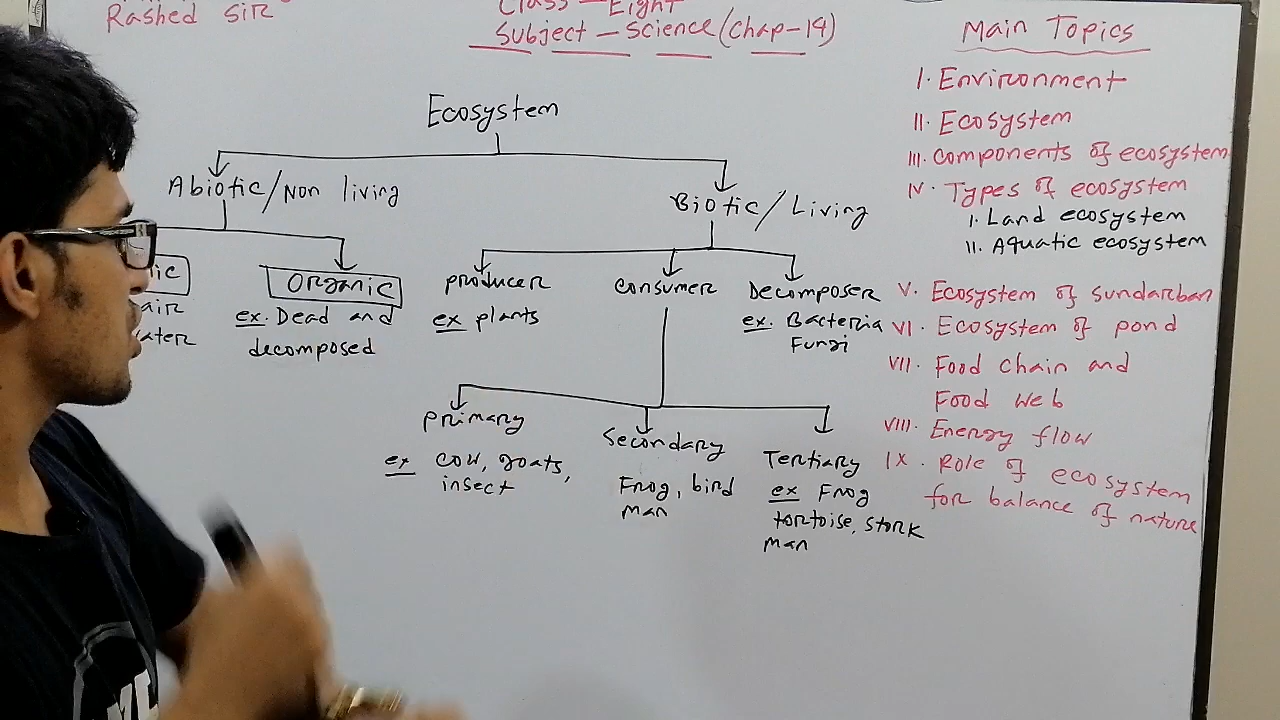 Rashed SIR
Class - Eight
Subject - Science (Chap-14)
Ecosystem
Abiotic/Non living
Biotic/Living
Organic
ex. Dead and
decomposed
air
ater
producer
ex plants
consumer
Decomposer
ex. Bacteria
Fungi
primary
ex cow, goats,
insect
Secondary
Frog, bird
man
Tertiary
ex Frog
tortoise, stork
man
Main Topics
I. Environment
II. Ecosystem
III. components of ecosystem
IV. Types of ecosystem
I. Land ecosystem
II. Aquatic ecosystem
V. Ecosystem of sundarban
VI. Ecosystem of pond
VII. Food chain and
Food web
VIII. Energy flow
IX. Role of ecosystem
for balance of nature